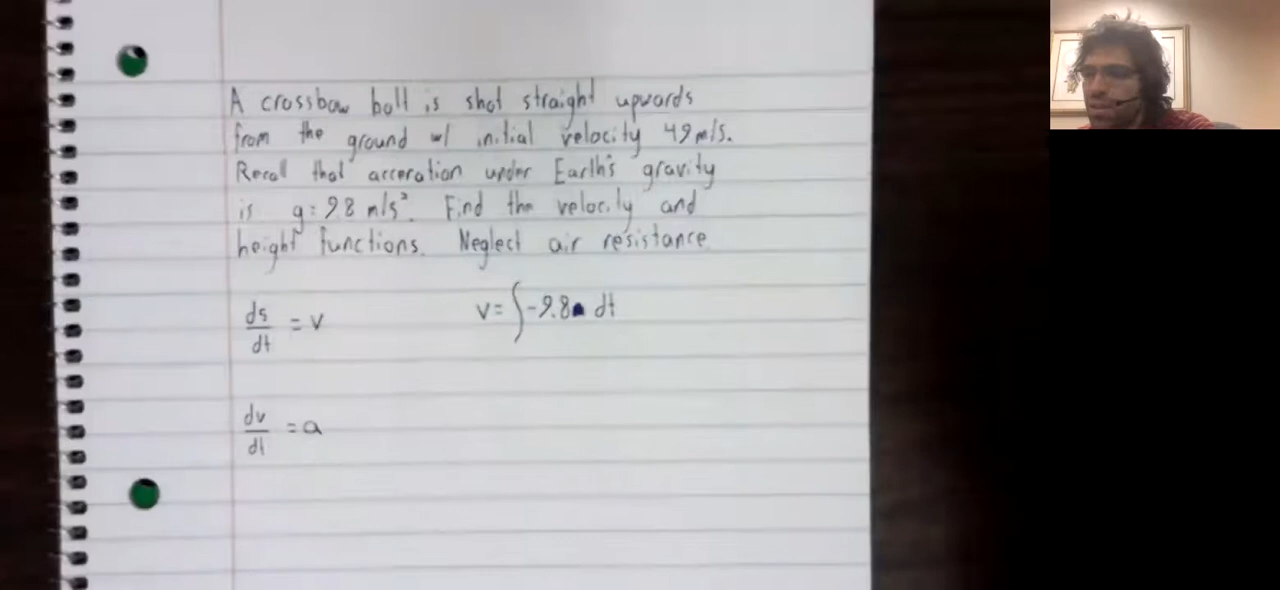 A crossbow bolt is shot straight upwards
from the ground w/ initial velocity 49 m/s.
Recall that acceration under Earth's gravity
is g = 9.8 m/s². Find the velocity and
height functions. Neglect air resistance
ds/dt = v
v = ∫ -9.8 dt
dv/dt = a